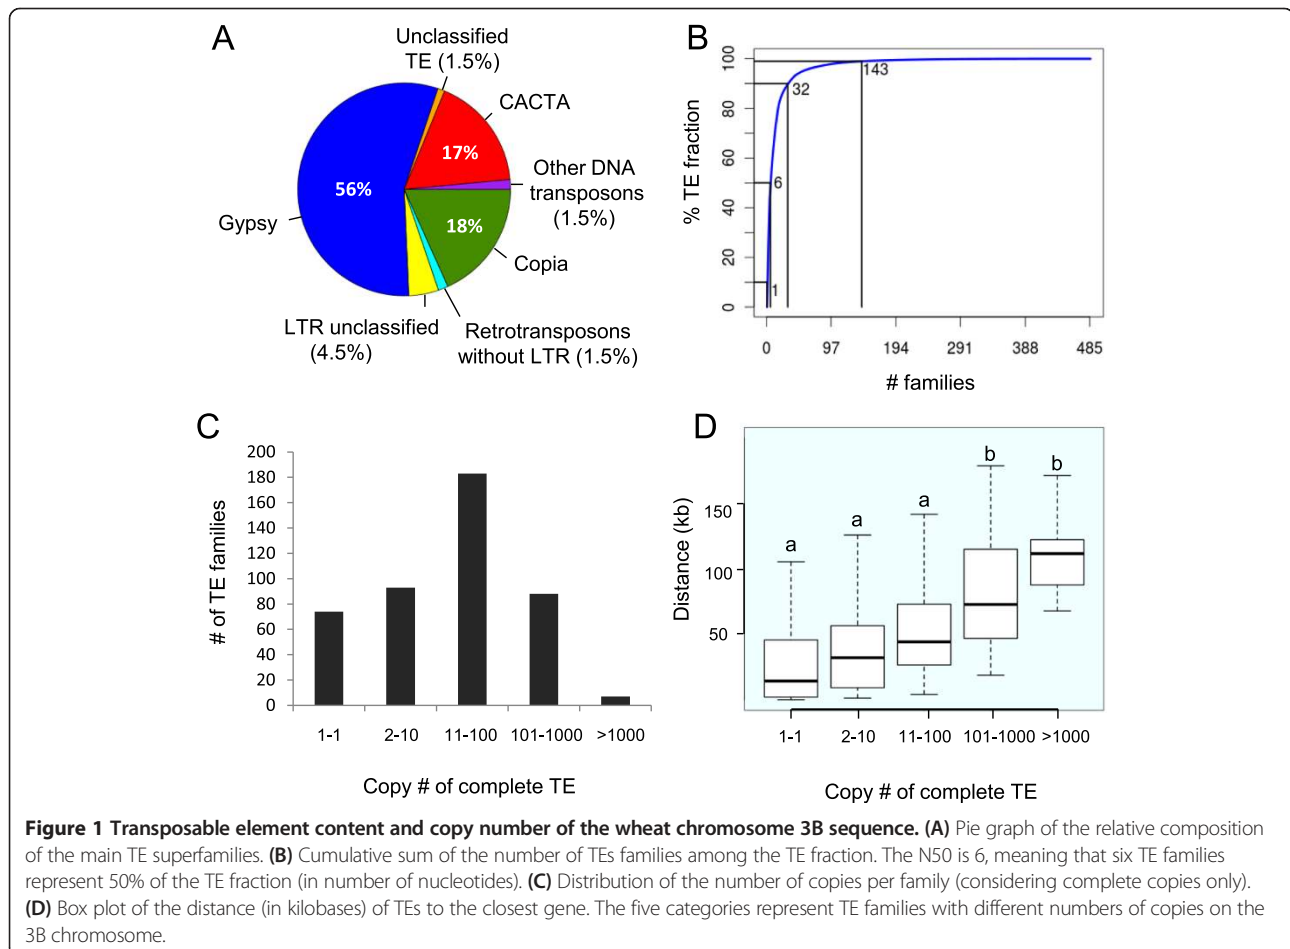 A
Unclassified
TE (1.5%)
CACTA
17%
Other DNA
transposons
(1.5%)
56%
Gypsy
18%
Copia
LTR unclassified
(4.5%)
Retrotransposons
without LTR (1.5%)
B
% TE fraction
100
80
60
40
20
0
143
32
6
1
0 97 194 291 388 485
# families
C
# of TE families
200
180
160
140
120
100
80
60
40
20
0
1-1 2-10 11-100 101-1000 >1000
Copy # of complete TE
D
Distance (kb)
150
100
50
a a a b b
1-1 2-10 11-100 101-1000 >1000
Copy # of complete TE
Figure 1 Transposable element content and copy number of the wheat chromosome 3B sequence. (A) Pie graph of the relative composition
of the main TE superfamilies. (B) Cumulative sum of the number of TEs families among the TE fraction. The N50 is 6, meaning that six TE families
represent 50% of the TE fraction (in number of nucleotides). (C) Distribution of the number of copies per family (considering complete copies only).
(D) Box plot of the distance (in kilobases) of TEs to the closest gene. The five categories represent TE families with different numbers of copies on the
3B chromosome.